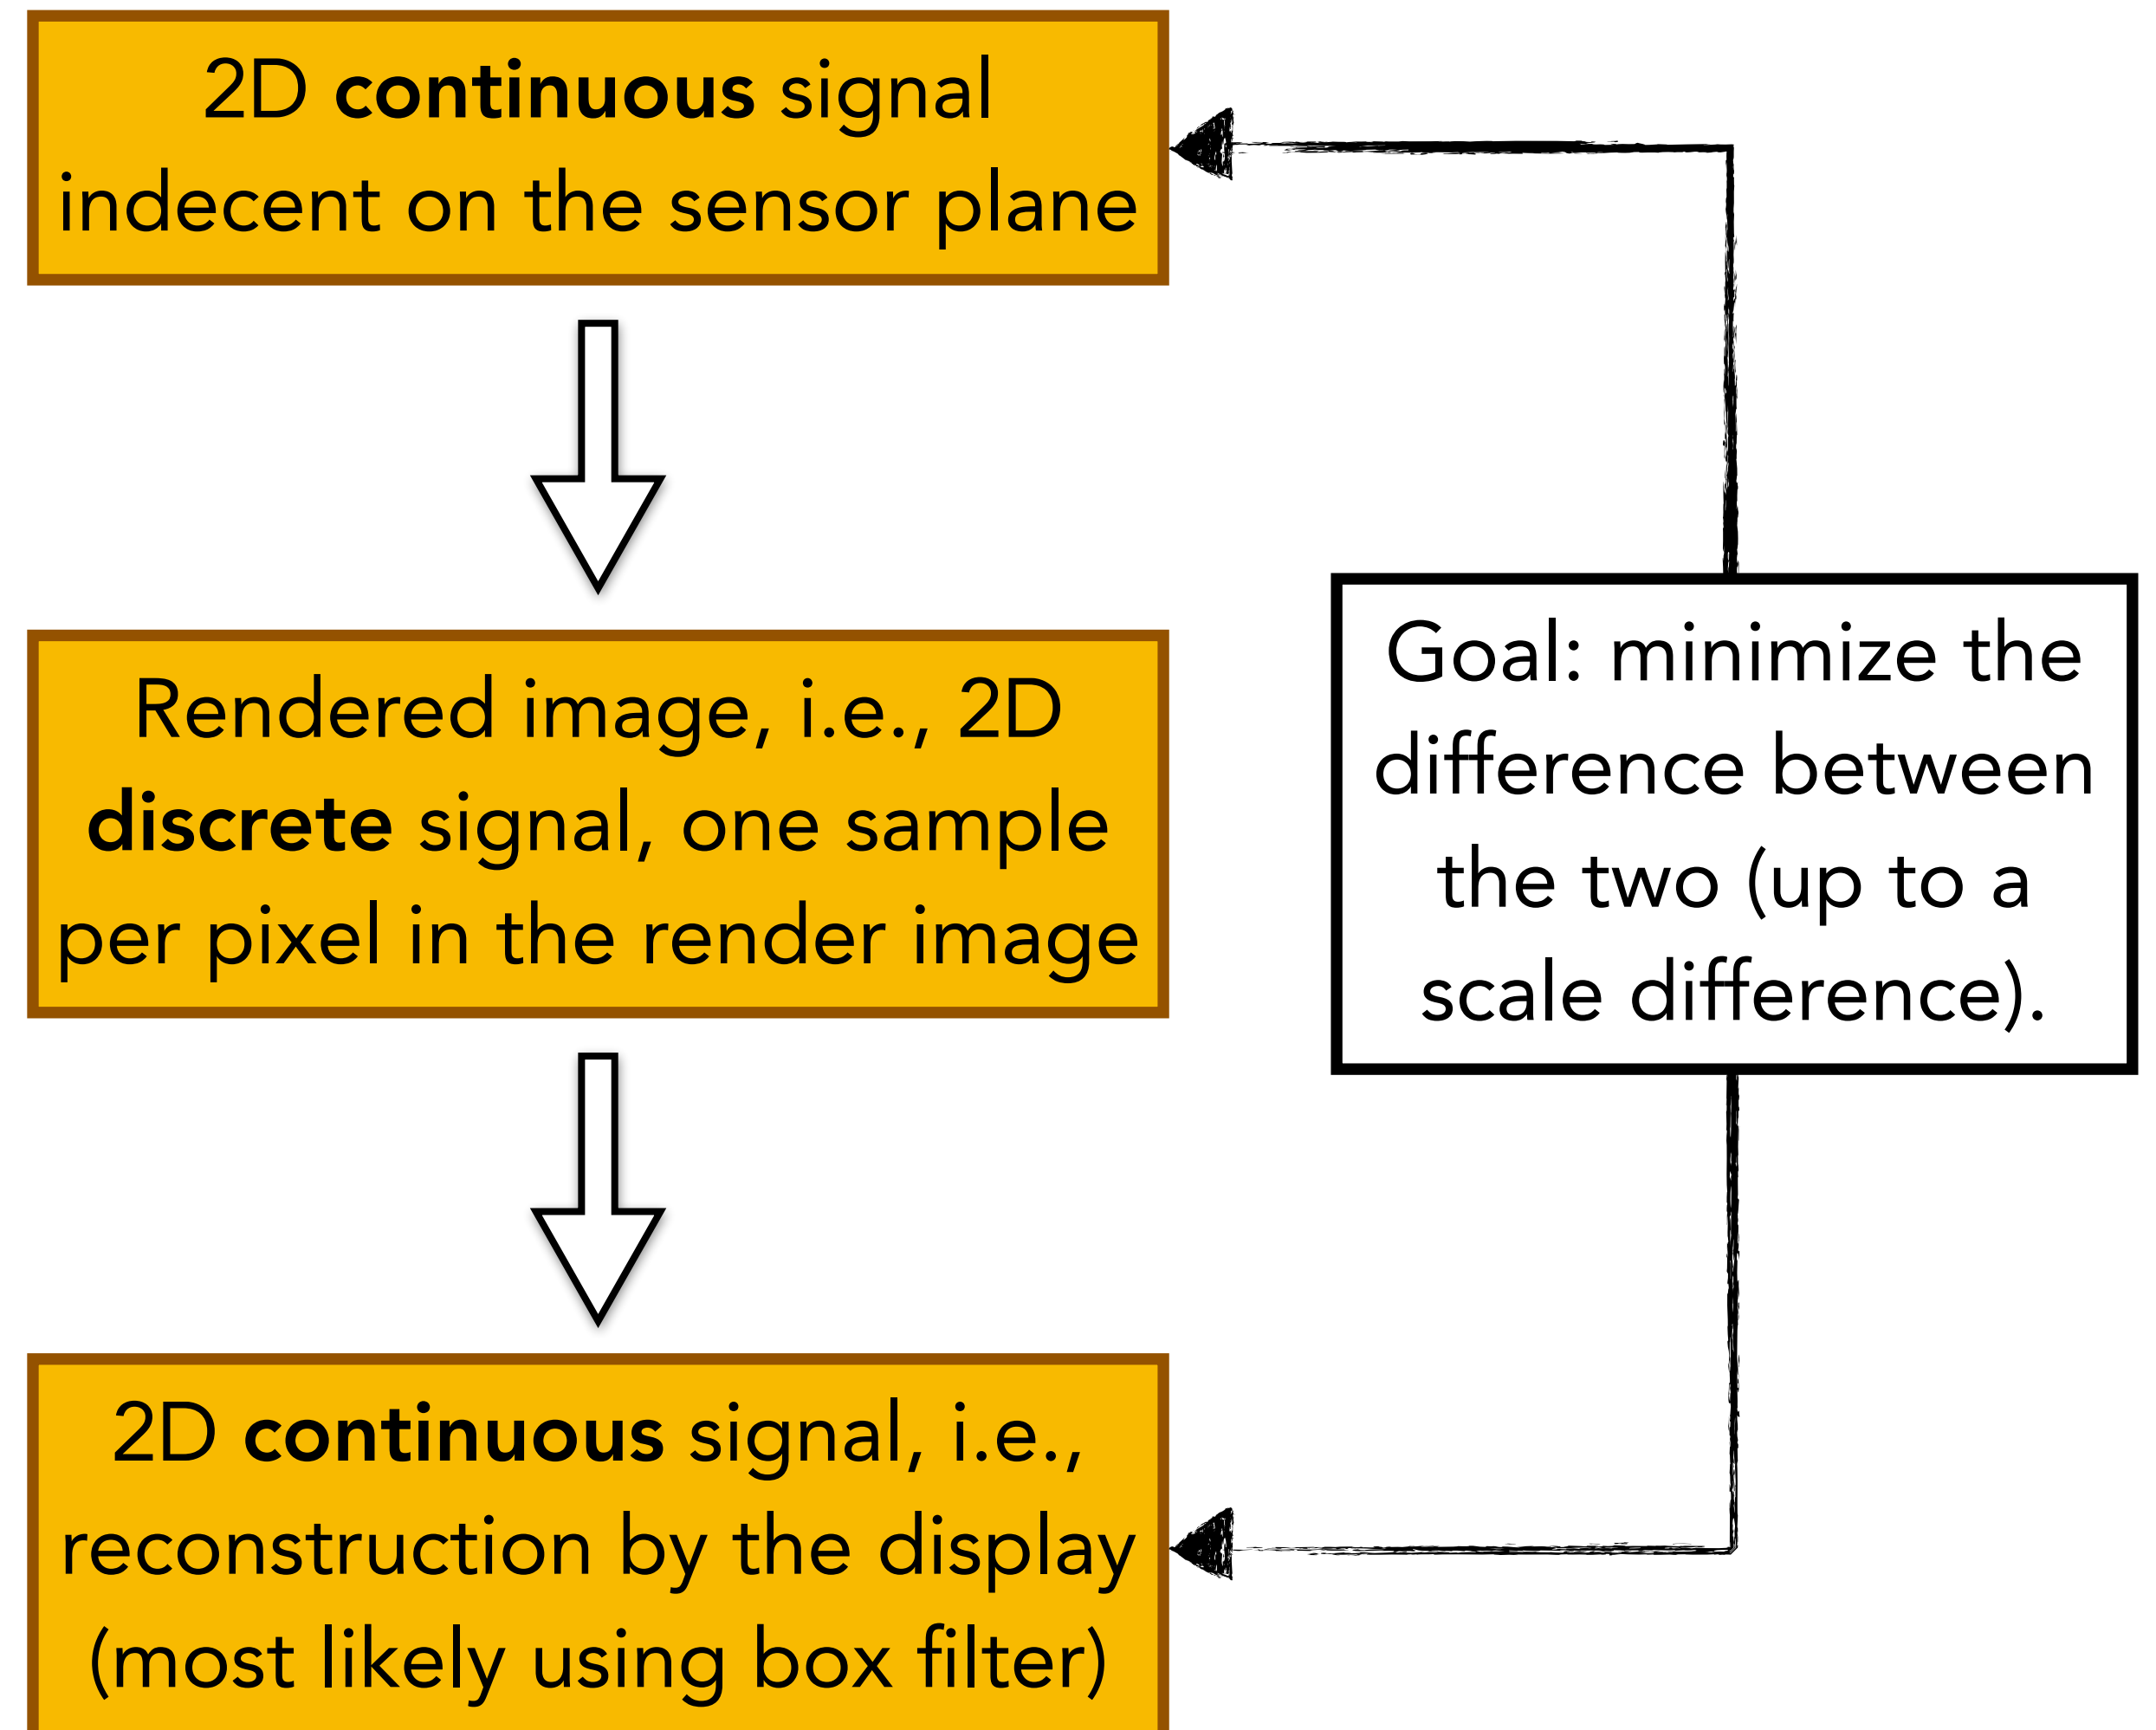 2D continuous signal
indecent on the sensor plane
Rendered image, i.e., 2D
discrete signal, one sample
per pixel in the render image
Goal: minimize the
difference between
the two (up to a
scale difference).
2D continuous signal, i.e.,
reconstruction by the display
(most likely using box filter)